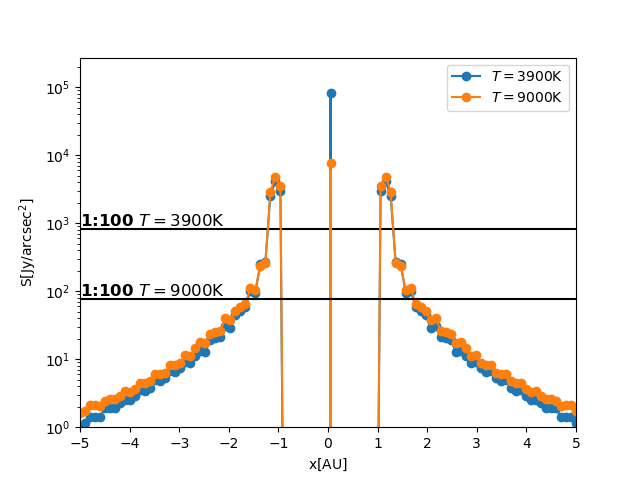 T = 3900K
T = 9000K
10⁵
10⁴
10³
10²
10¹
10⁰
S[Jy/arcsec²]
1:100 T = 3900K
1:100 T = 9000K
−5 −4 −3 −2 −1 0 1 2 3 4 5
x[AU]